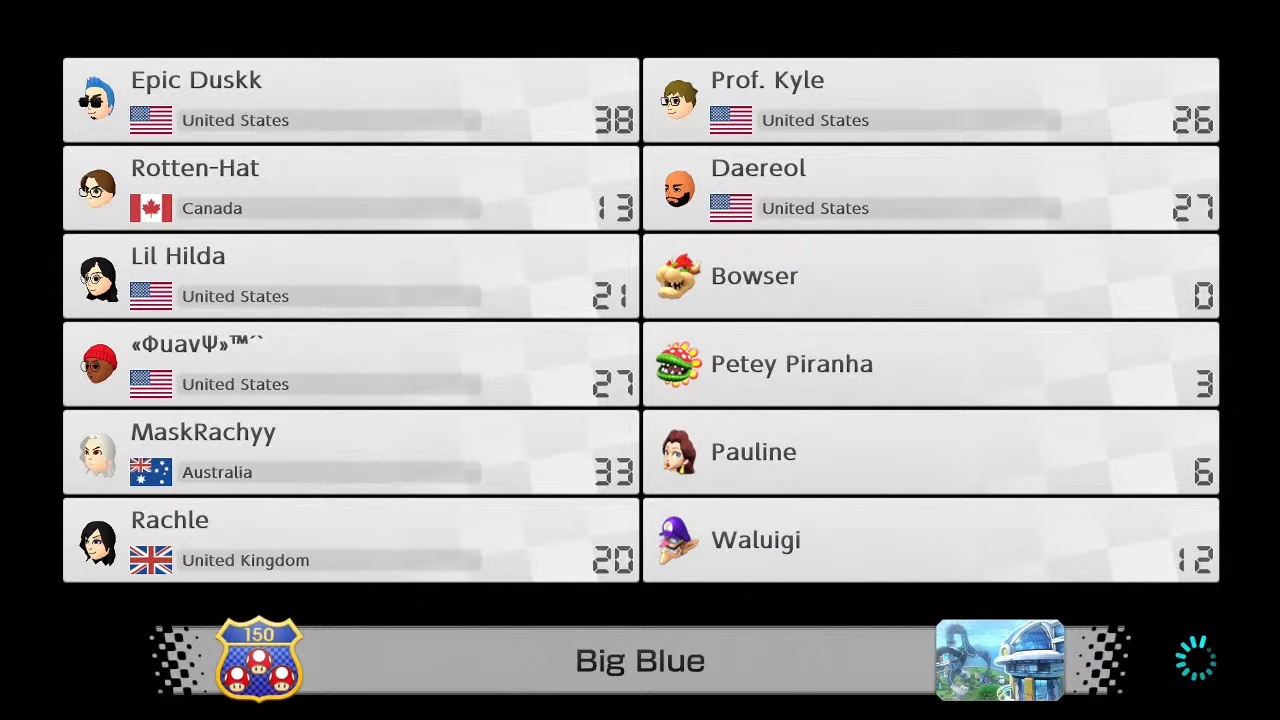 Epic Duskk
United States
38
Rotten-Hat
Canada
13
Lil Hilda
United States
21
«ΦuavΨ»™´`
United States
27
MaskRachyy
Australia
33
Rachle
United Kingdom
20
Prof. Kyle
United States
26
Daereol
United States
27
Bowser
0
Petey Piranha
3
Pauline
6
Waluigi
12
150
Big Blue